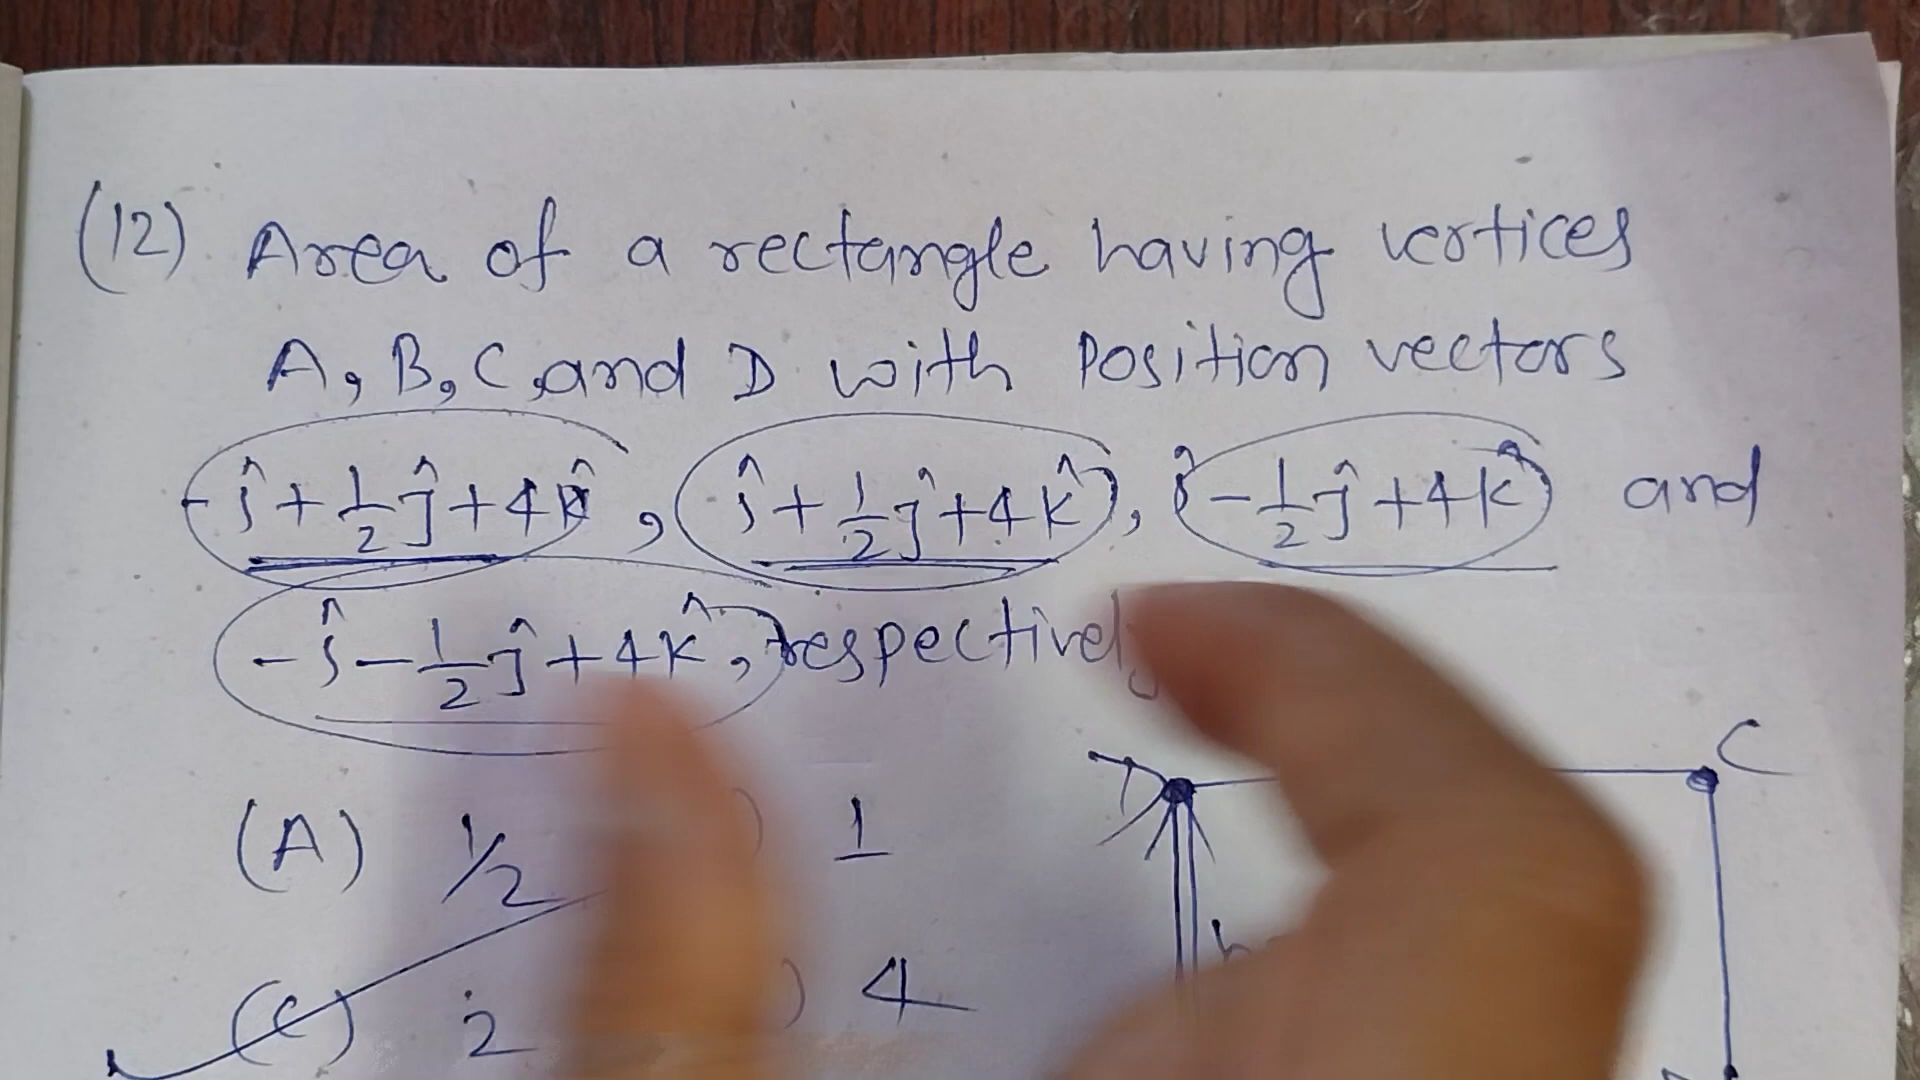 (12) Area of a rectangle having vertices
A, B, C, and D with Position vectors
-î+1/2ĵ+4k̂, î+1/2ĵ+4k̂, î-1/2ĵ+4k̂ and
-î-1/2ĵ+4k̂, respectively
(A) 1/2 ) 1
D C
(C) 2 ) 4